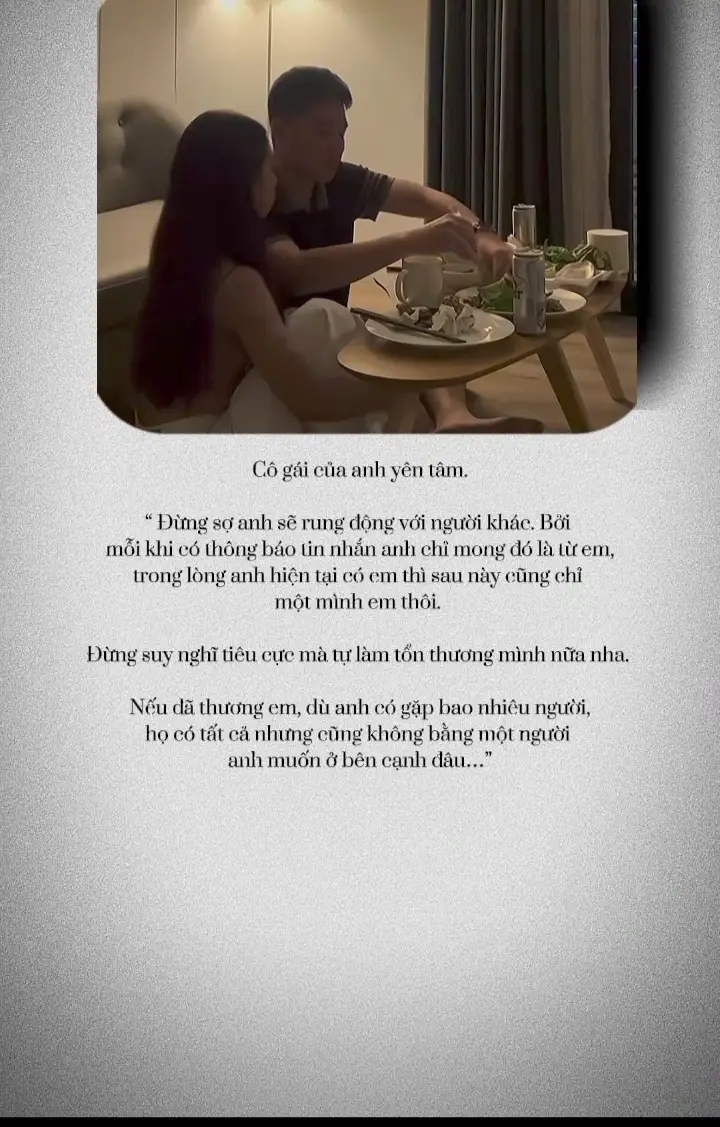 Cô gái của anh yên tâm.
“ Đừng sợ anh sẽ rung động với người khác. Bởi
mỗi khi có thông báo tin nhắn anh chỉ mong đó là từ em,
trong lòng anh hiện tại có em thì sau này cũng chỉ
một mình em thôi.
Đừng suy nghĩ tiêu cực mà tự làm tổn thương mình nữa nha.
Nếu đã thương em, dù anh có gặp bao nhiêu người,
họ có tất cả nhưng cũng không bằng một người
anh muốn ở bên cạnh đâu...”